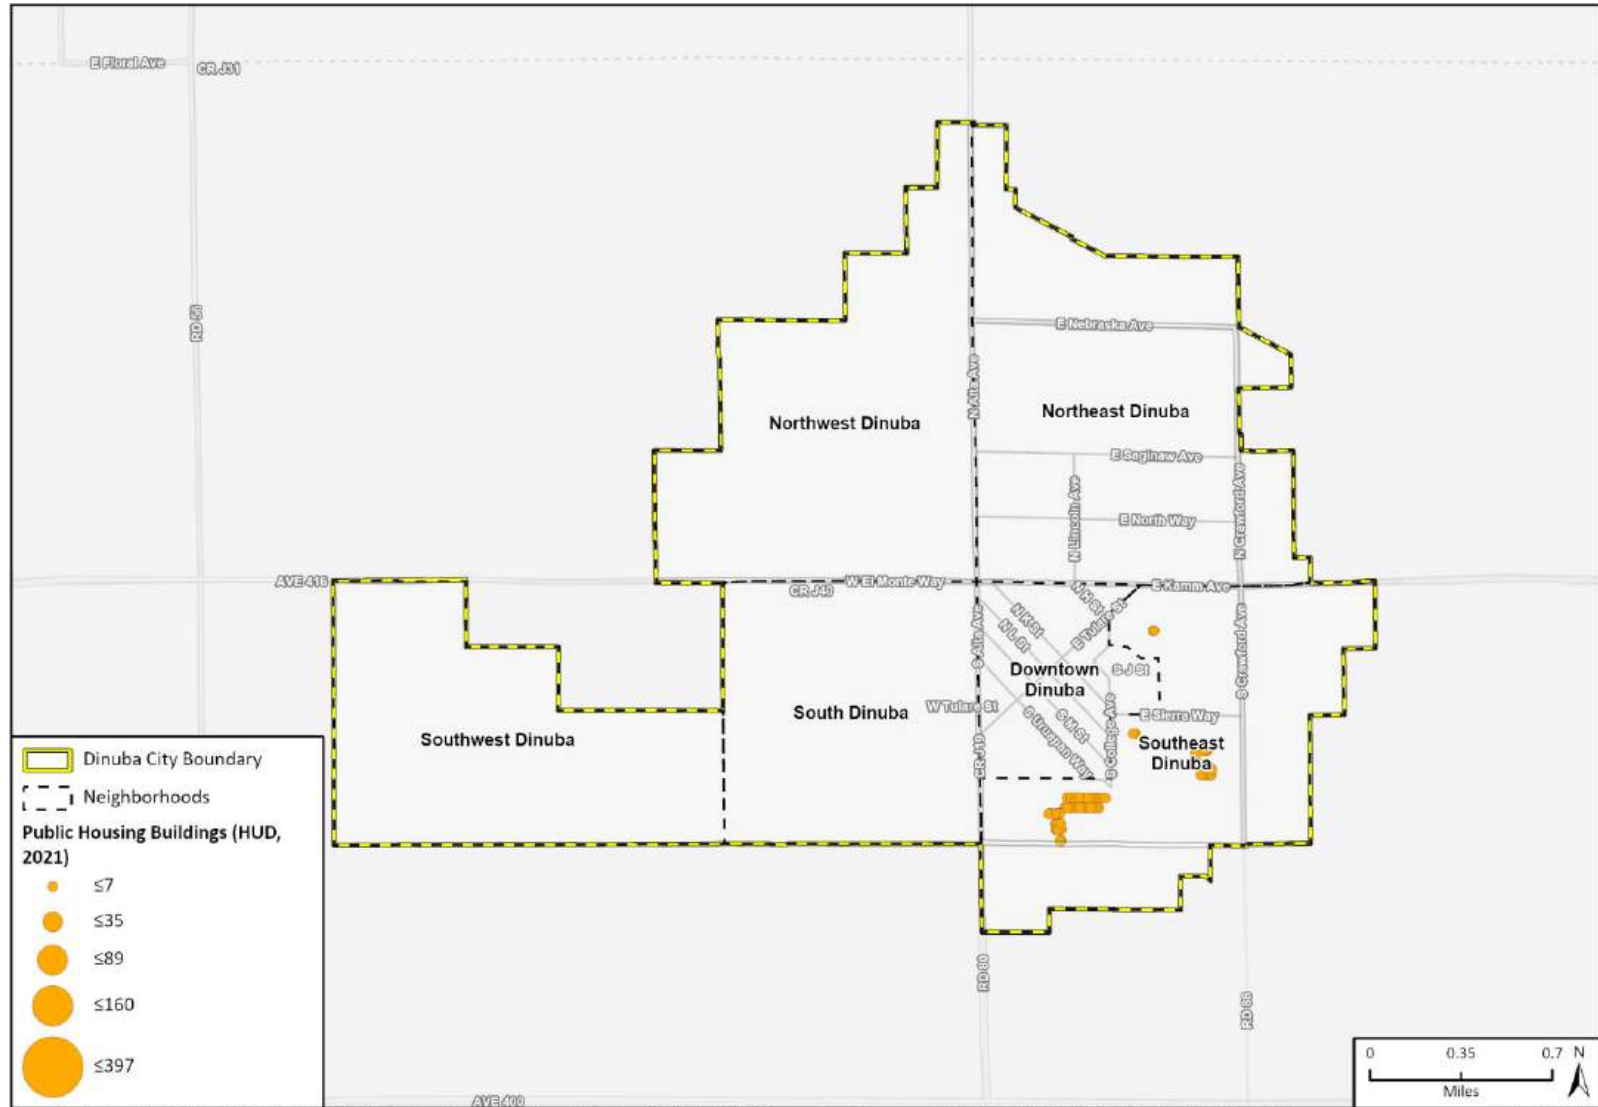 E Floral Ave
CR J31
RD 56
E Nebraska Ave
N Alta Ave
Northwest Dinuba
Northeast Dinuba
E Saginaw Ave
N Lincoln Ave
N Crawford Ave
E North Way
AVE 416
W El Monte Way
CR J40
E Kamm Ave
N H St
E Tulare St
N K St
N L St
S Alta Ave
S Crawford Ave
Downtown
Dinuba
S J St
W Tulare St
South Dinuba
S M St
S Uruapan Way
S College Ave
E Sierra Way
Southwest Dinuba
Southeast
Dinuba
CR J19
RD 80
RD 88
AVE 400
Dinuba City Boundary
Neighborhoods
Public Housing Buildings (HUD,
2021)
≤7
≤35
≤89
≤160
≤397
0 0.35 0.7 N
Miles